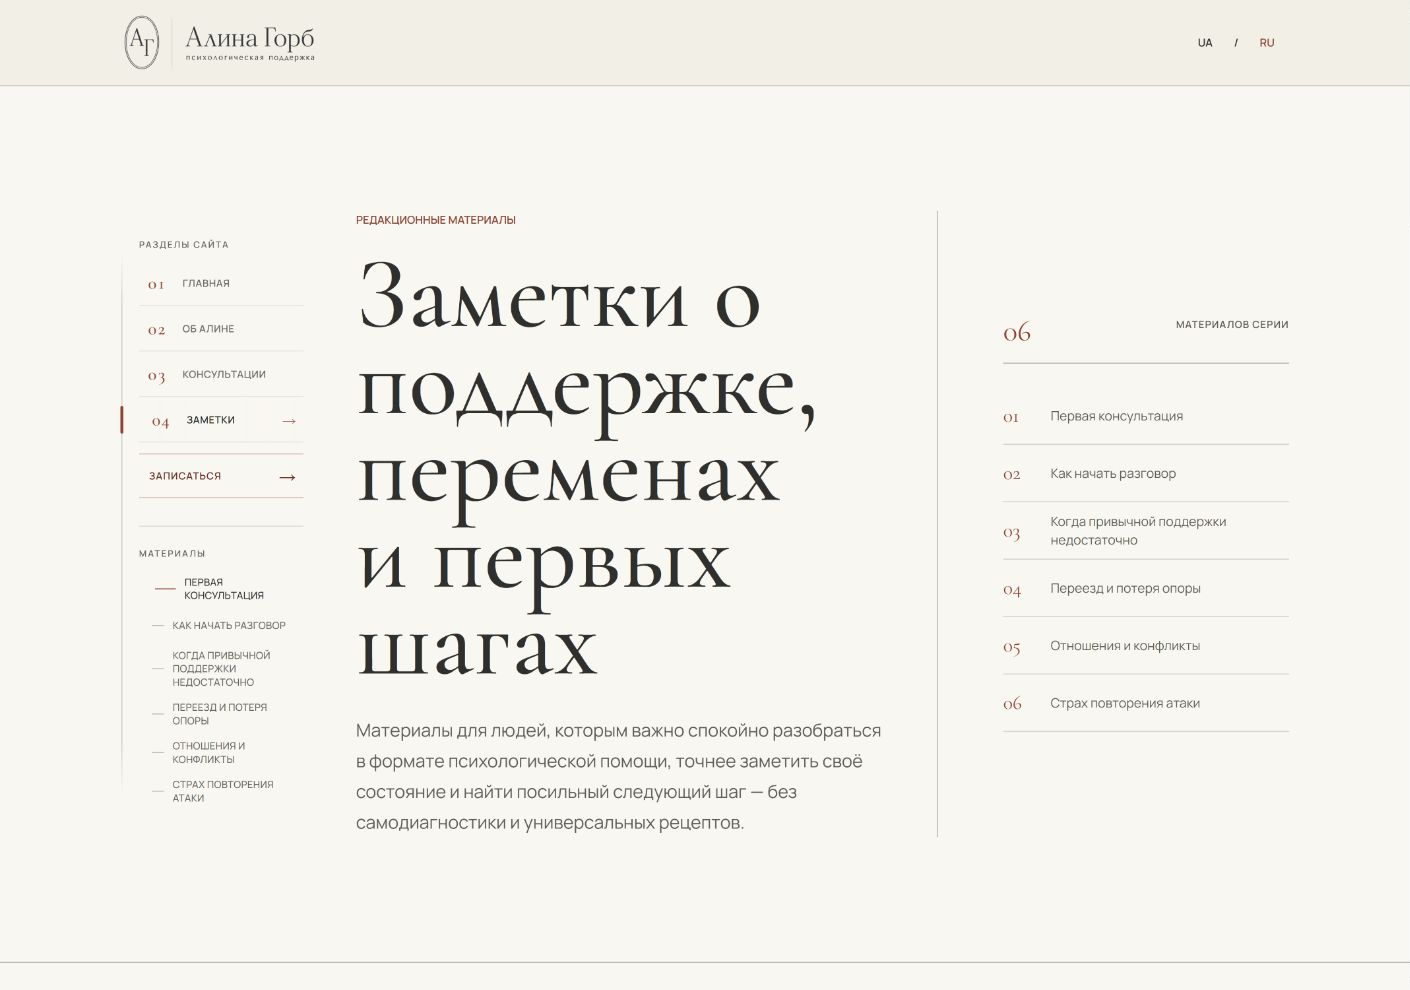 АГ
Алина Горб
психологическая поддержка
UA / RU
РАЗДЕЛЫ САЙТА
01 ГЛАВНАЯ
02 ОБ АЛИНЕ
03 КОНСУЛЬТАЦИИ
04 ЗАМЕТКИ →
ЗАПИСАТЬСЯ →
МАТЕРИАЛЫ
ПЕРВАЯ
КОНСУЛЬТАЦИЯ
КАК НАЧАТЬ РАЗГОВОР
КОГДА ПРИВЫЧНОЙ
ПОДДЕРЖКИ
НЕДОСТАТОЧНО
ПЕРЕЕЗД И ПОТЕРЯ
ОПОРЫ
ОТНОШЕНИЯ И
КОНФЛИКТЫ
СТРАХ ПОВТОРЕНИЯ
АТАКИ
РЕДАКЦИОННЫЕ МАТЕРИАЛЫ
Заметки о
поддержке,
переменах
и первых
шагах
Материалы для людей, которым важно спокойно разобраться
в формате психологической помощи, точнее заметить своё
состояние и найти посильный следующий шаг — без
самодиагностики и универсальных рецептов.
06 МАТЕРИАЛОВ СЕРИИ
01 Первая консультация
02 Как начать разговор
03 Когда привычной поддержки
недостаточно
04 Переезд и потеря опоры
05 Отношения и конфликты
06 Страх повторения атаки